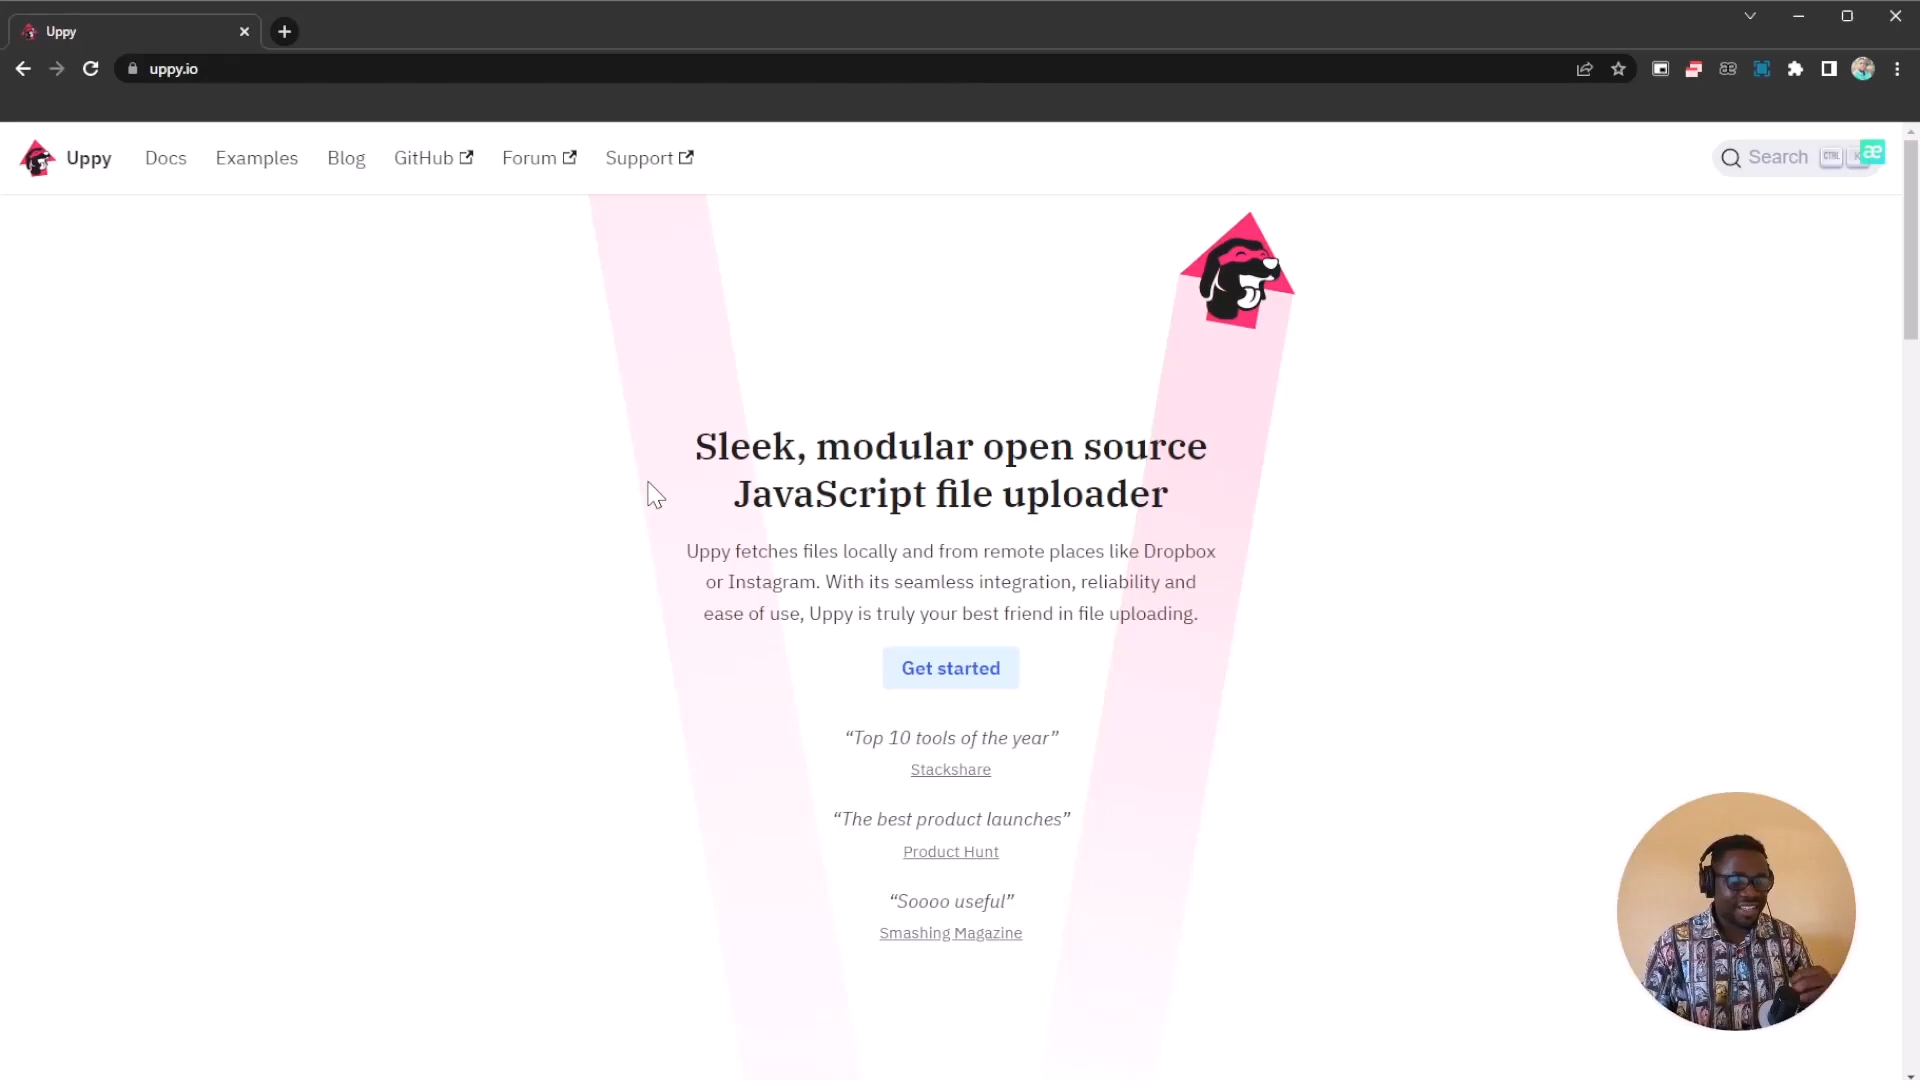 Uppy
uppy.io
Uppy
Docs
Examples
Blog
GitHub
Forum
Support
Search
CTRL
K
æ
Sleek, modular open source
JavaScript file uploader
Uppy fetches files locally and from remote places like Dropbox
or Instagram. With its seamless integration, reliability and
ease of use, Uppy is truly your best friend in file uploading.
Get started
“Top 10 tools of the year”
Stackshare
“The best product launches”
Product Hunt
“Soooo useful”
Smashing Magazine